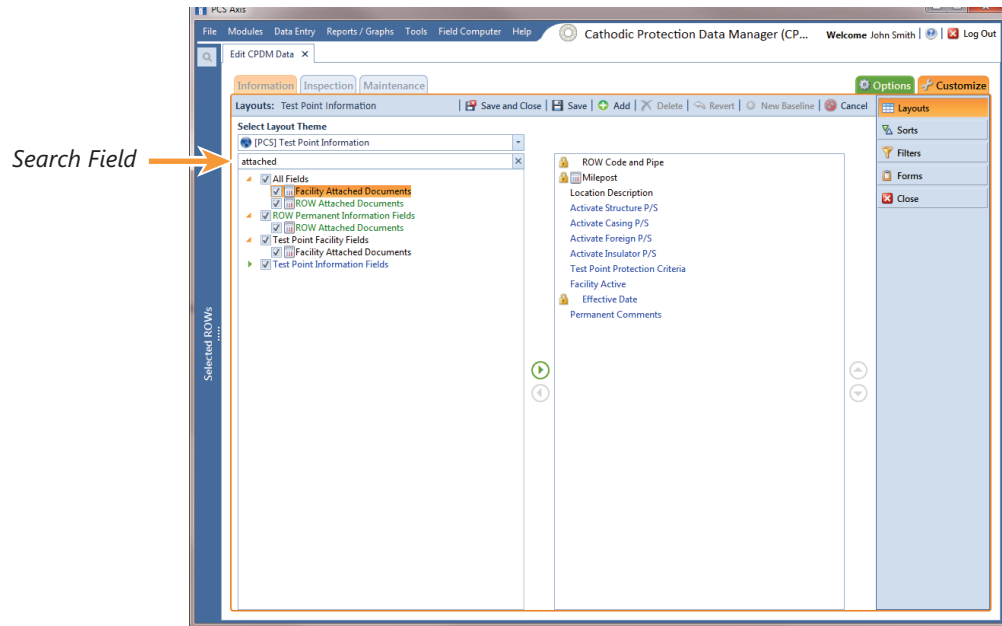 PCS Axis
File Modules Data Entry Reports / Graphs Tools Field Computer Help Cathodic Protection Data Manager (CP... Welcome John Smith Log Out
Edit CPDM Data X
Information Inspection Maintenance Options Customize
Layouts: Test Point Information Save and Close Save Add Delete Revert New Baseline Cancel
Layouts
Sorts
Filters
Forms
Close
Select Layout Theme
[PCS] Test Point Information
Search Field
attached
All Fields
Facility Attached Documents
ROW Attached Documents
ROW Permanent Information Fields
ROW Attached Documents
Test Point Facility Fields
Facility Attached Documents
Test Point Information Fields
ROW Code and Pipe
Milepost
Location Description
Activate Structure P/S
Activate Casing P/S
Activate Foreign P/S
Activate Insulator P/S
Test Point Protection Criteria
Facility Active
Effective Date
Permanent Comments
Selected ROWs